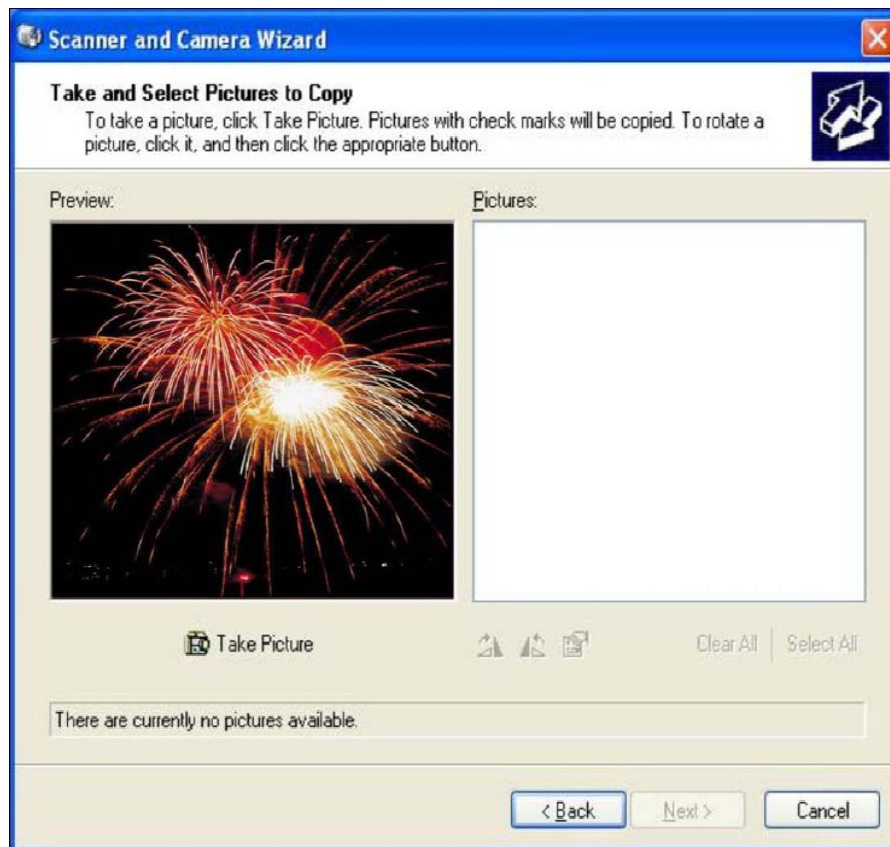 Scanner and Camera Wizard
Take and Select Pictures to Copy
To take a picture, click Take Picture. Pictures with check marks will be copied. To rotate a
picture, click it, and then click the appropriate button.
Preview:
Pictures:
Take Picture
Clear All
Select All
There are currently no pictures available.
< Back
Next >
Cancel